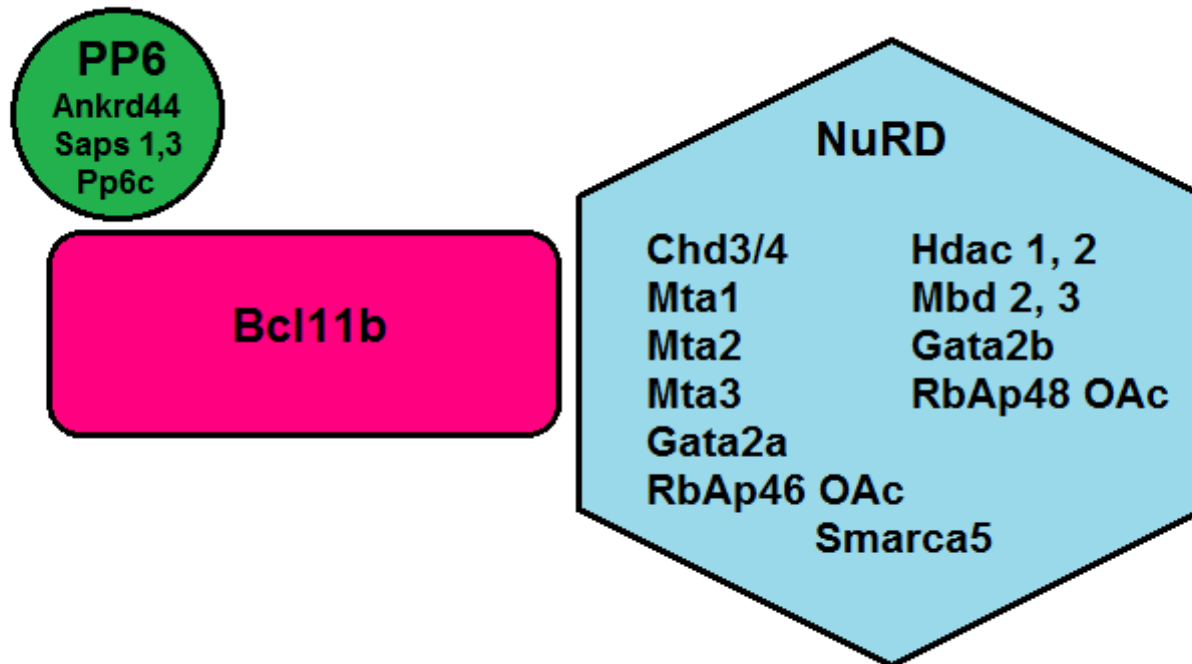 PP6
Ankrd44
Saps 1,3
Pp6c
Bcl11b
NuRD
Chd3/4
Mta1
Mta2
Mta3
Gata2a
RbAp46 OAc
Hdac 1, 2
Mbd 2, 3
Gata2b
RbAp48 OAc
Smarca5